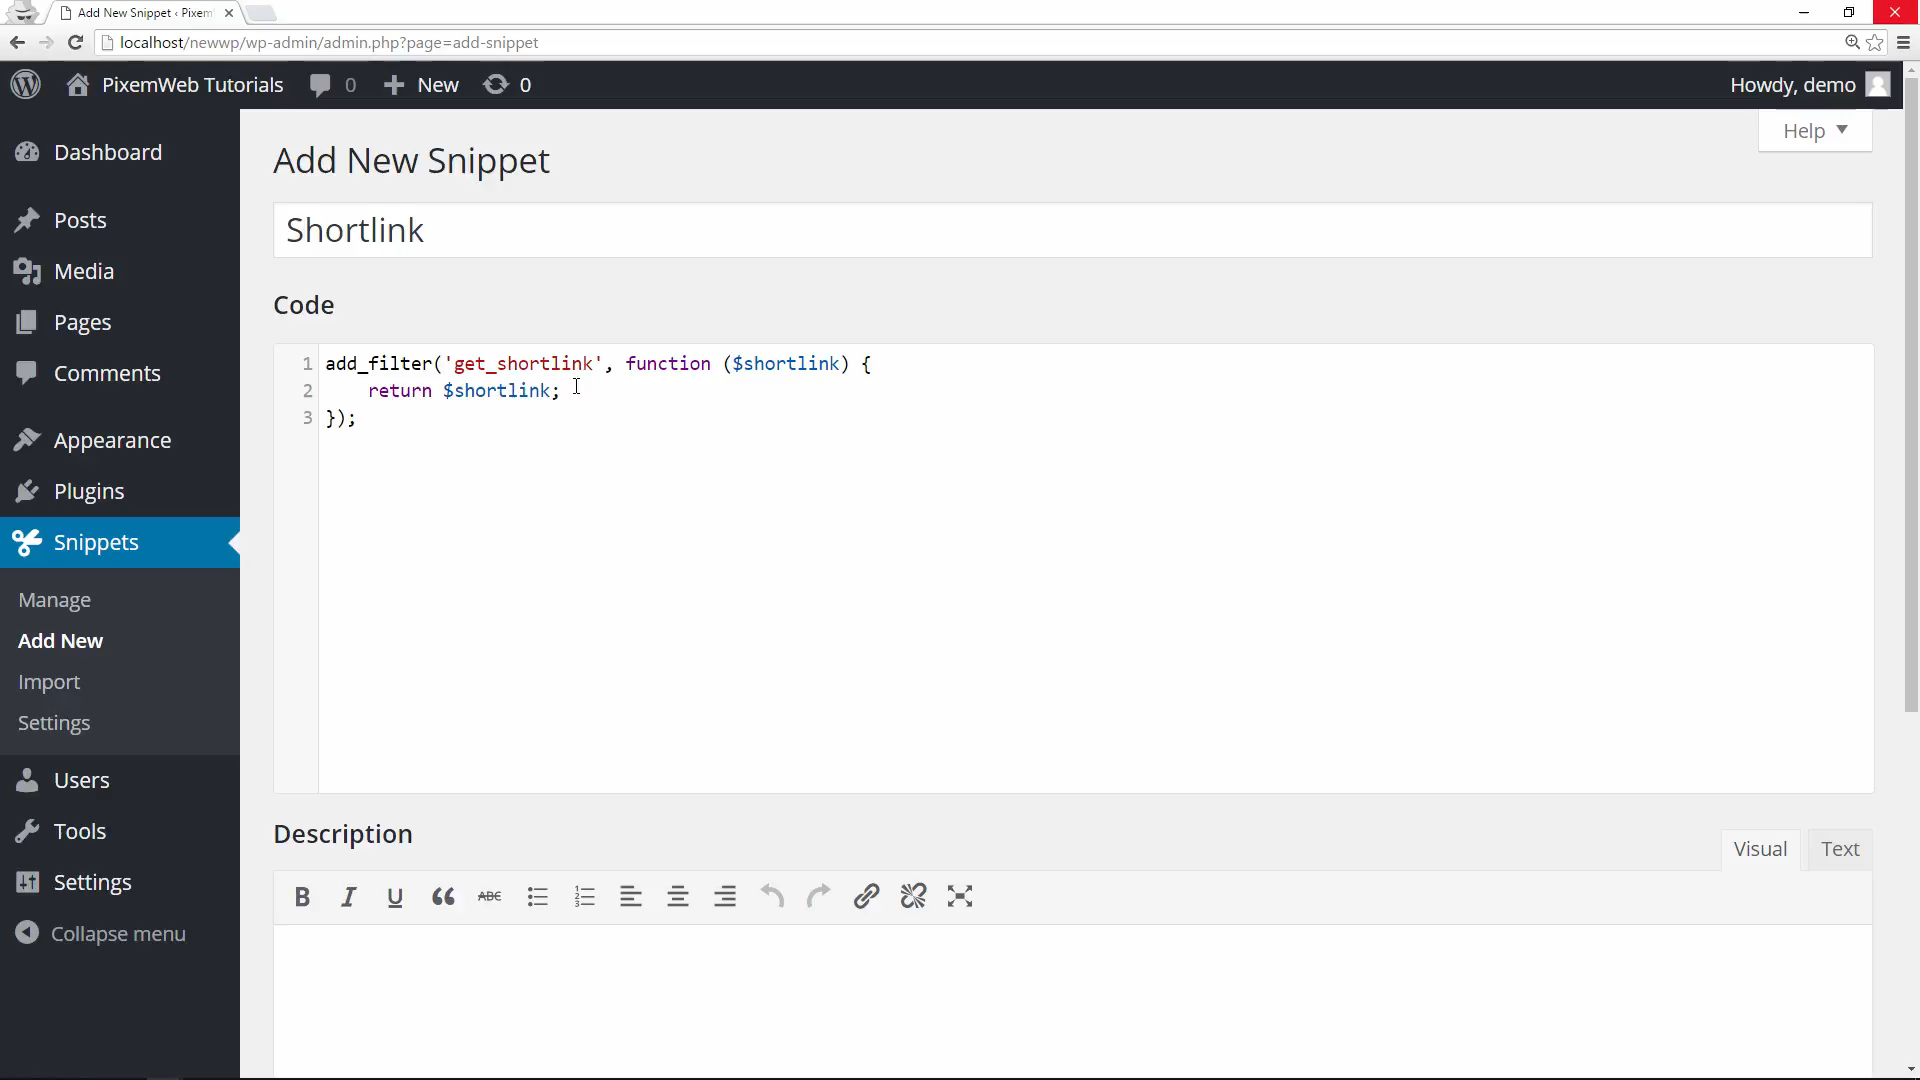 Add New Snippet ‹ Pixem
localhost/newwp/wp-admin/admin.php?page=add-snippet
PixemWeb Tutorials
0
New
0
Howdy, demo
Help
Dashboard
Posts
Media
Pages
Comments
Appearance
Plugins
Snippets
Manage
Add New
Import
Settings
Users
Tools
Settings
Collapse menu
Add New Snippet
Shortlink
Code
1 add_filter('get_shortlink', function ($shortlink) {
2 return $shortlink;
3 });
Description
Visual
Text
B I U ABC